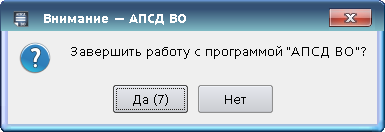 Внимание — АПСД ВО
Завершить работу с программой "АПСД ВО"?
Да (7)
Нет